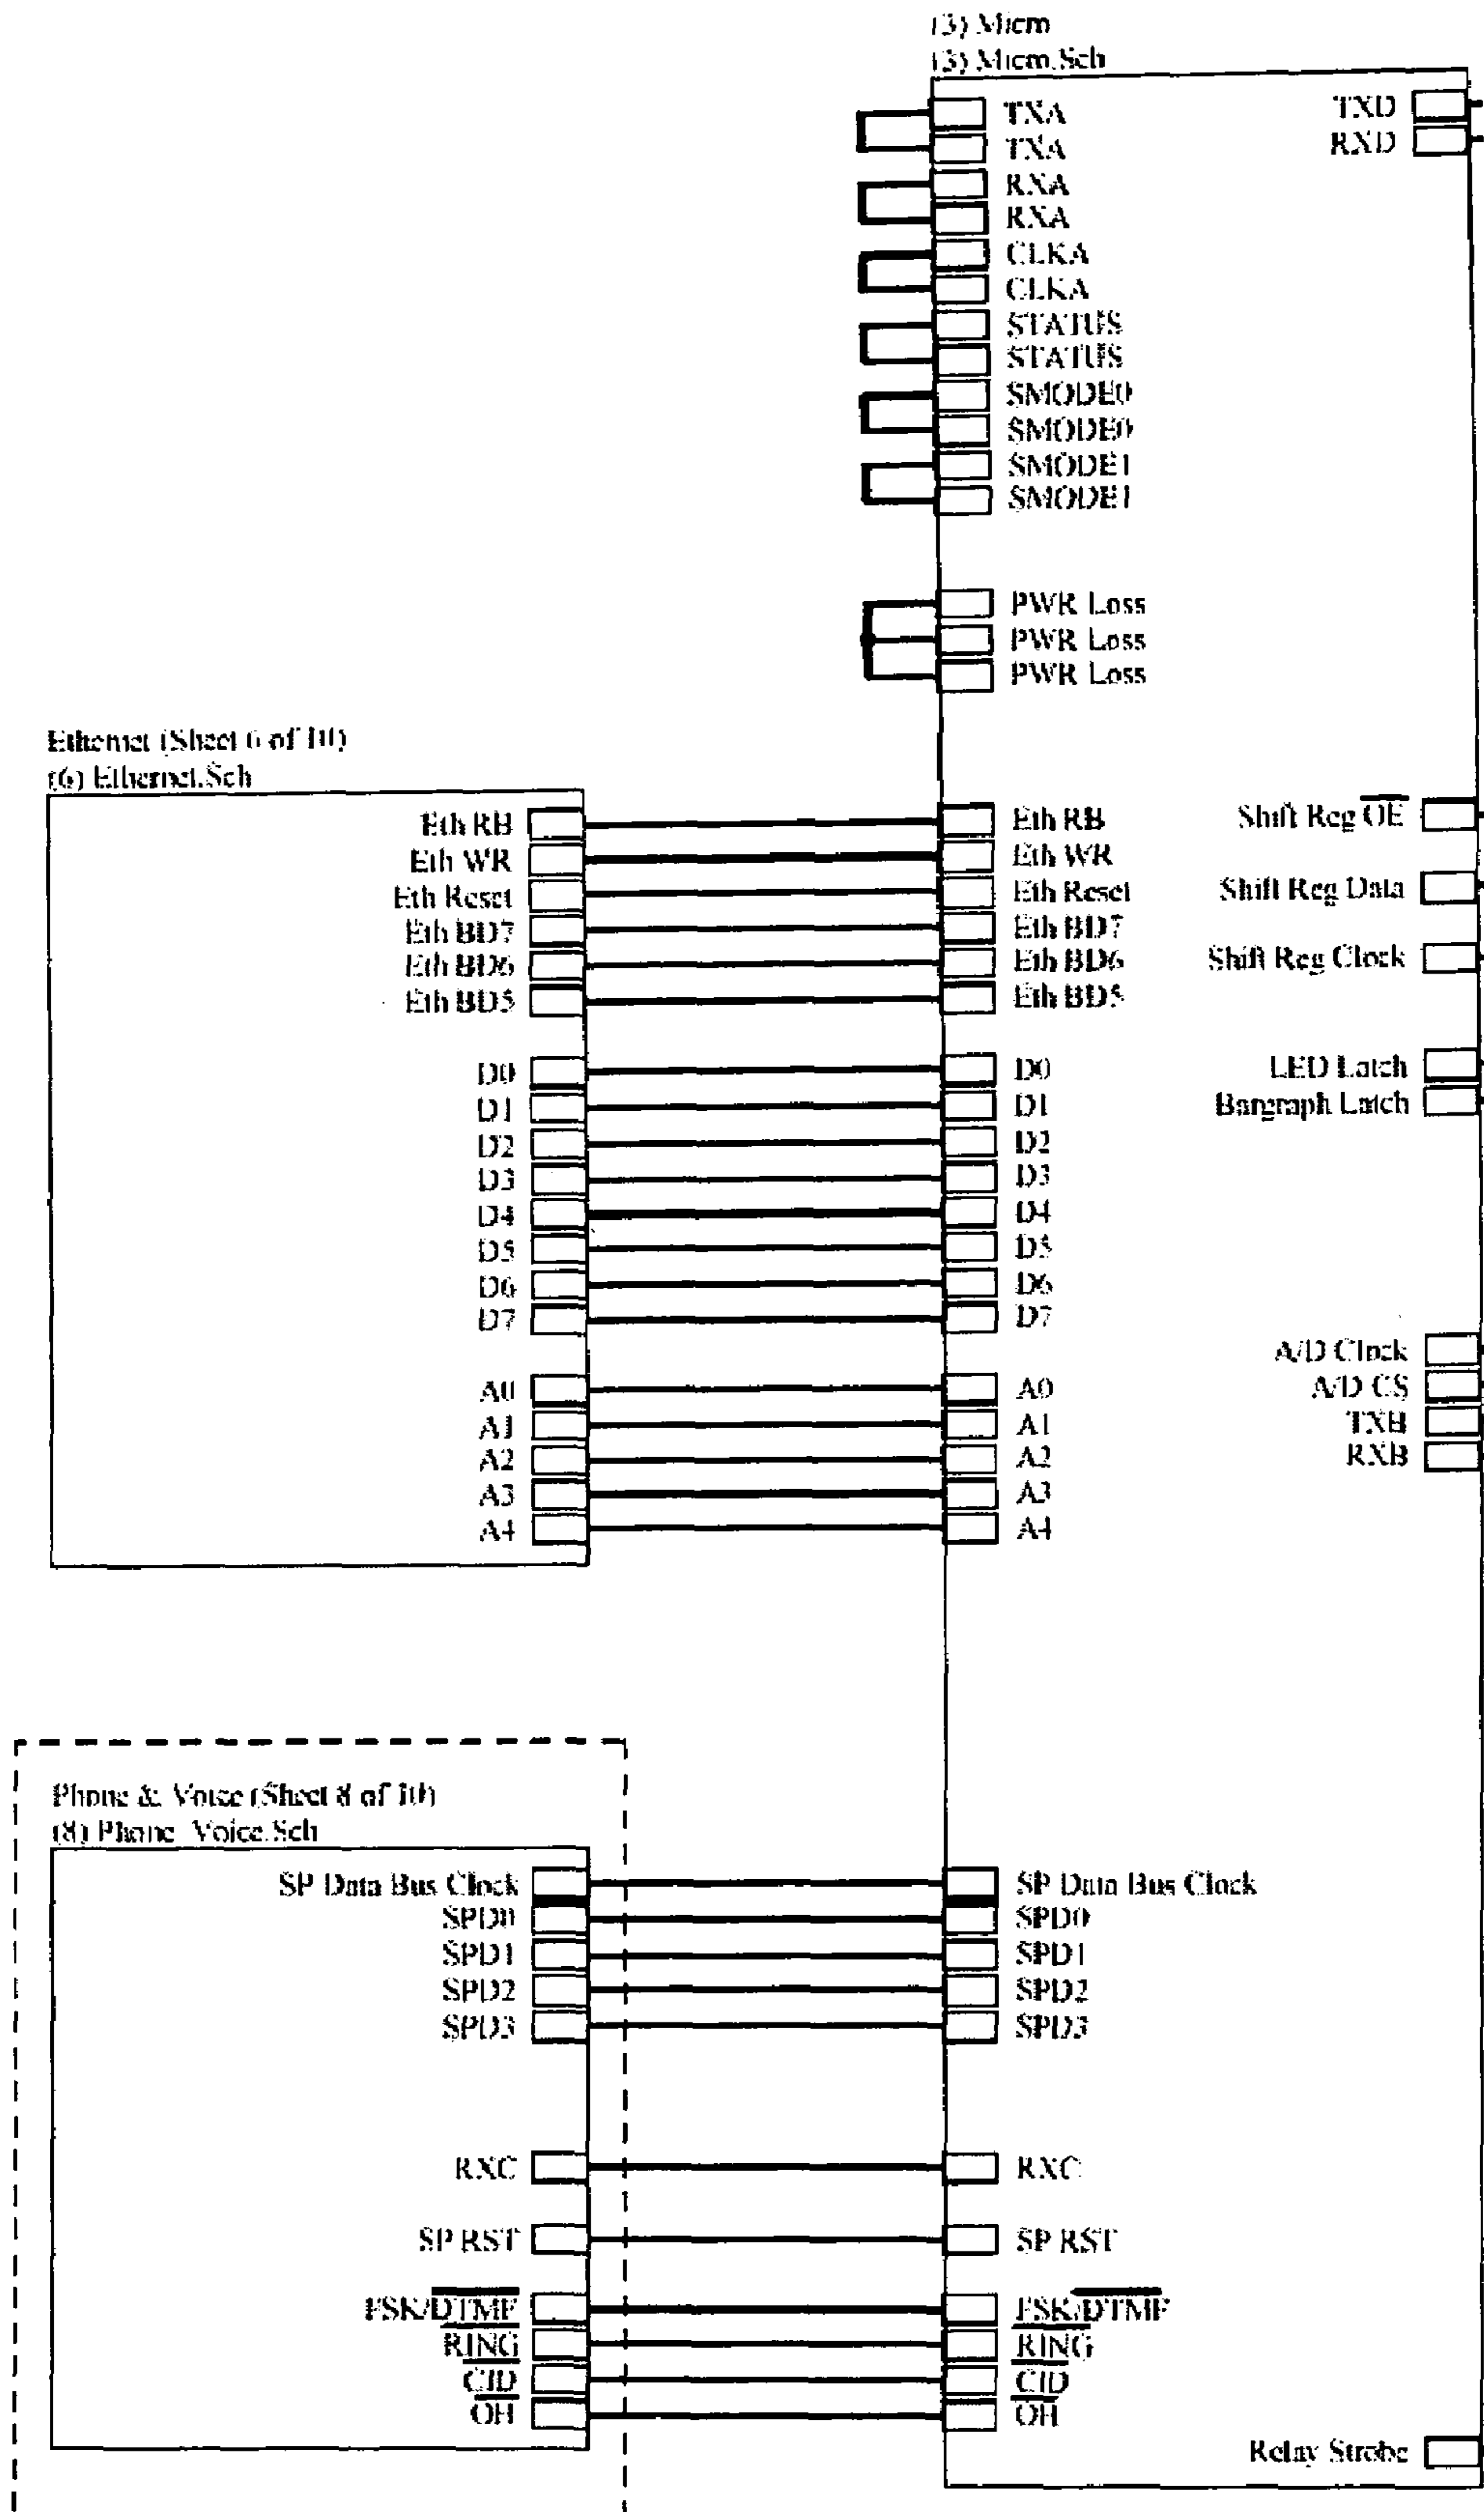 (3) Micro
(3) Micro.Sch
TXA
TXA
RXA
RXA
CLKA
CLKA
STATUS
STATUS
SMODE0
SMODE0
SMODE1
SMODE1
PWR Loss
PWR Loss
PWR Loss
Eth RB
Eth WR
Eth Reset
Eth BD7
Eth BD6
Eth BD5
D0
D1
D2
D3
D4
D5
D6
D7
A0
A1
A2
A3
A4
SP Data Bus Clock
SPD0
SPD1
SPD2
SPD3
RXC
SP RST
FSK/DTMF
RING
CID
OH
TXD
RXD
Shift Reg OE
Shift Reg Data
Shift Reg Clock
LED Latch
Bargraph Latch
A/D Clock
A/D CS
TXB
RXB
Relay Strobe
Ethernet (Sheet 6 of 10)
(6) Ethernet.Sch
Eth RB
Eth WR
Eth Reset
Eth BD7
Eth BD6
Eth BD5
D0
D1
D2
D3
D4
D5
D6
D7
A0
A1
A2
A3
A4
Phone & Voice (Sheet 8 of 10)
(8) Phone_Voice.Sch
SP Data Bus Clock
SPD0
SPD1
SPD2
SPD3
RXC
SP RST
FSK/DTMF
RING
CID
OH